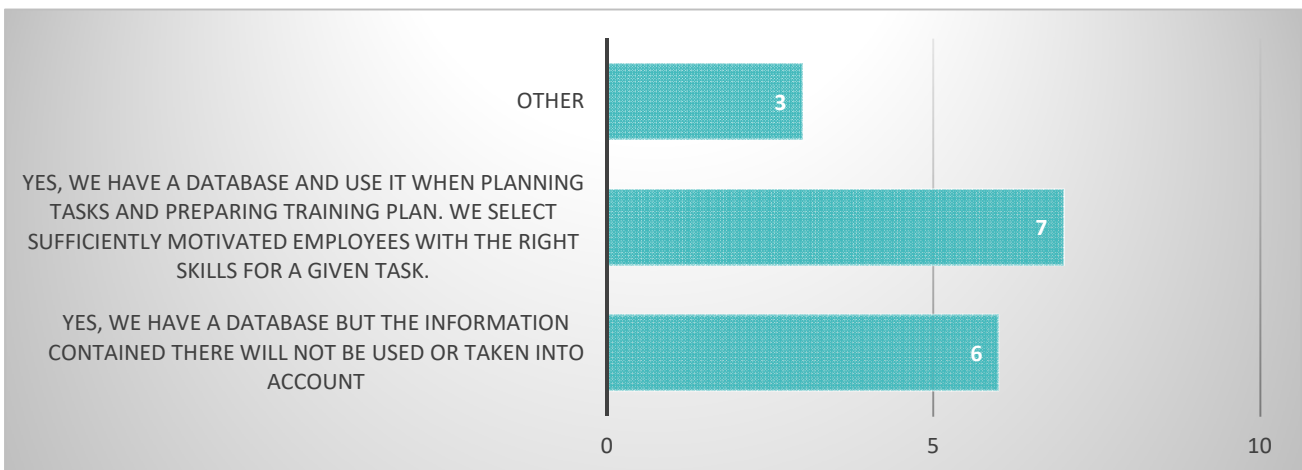 OTHER
3
YES, WE HAVE A DATABASE AND USE IT WHEN PLANNING
TASKS AND PREPARING TRAINING PLAN. WE SELECT
SUFFICIENTLY MOTIVATED EMPLOYEES WITH THE RIGHT
SKILLS FOR A GIVEN TASK.
7
YES, WE HAVE A DATABASE BUT THE INFORMATION
CONTAINED THERE WILL NOT BE USED OR TAKEN INTO
ACCOUNT
6
0 5 10